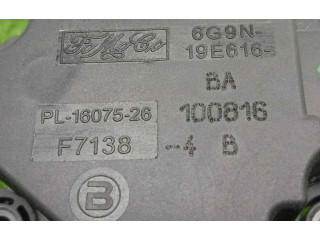 FoMoCo
6G9N-
19E616-
BA
PL-16075-26
100816
F7138
-4 B
B